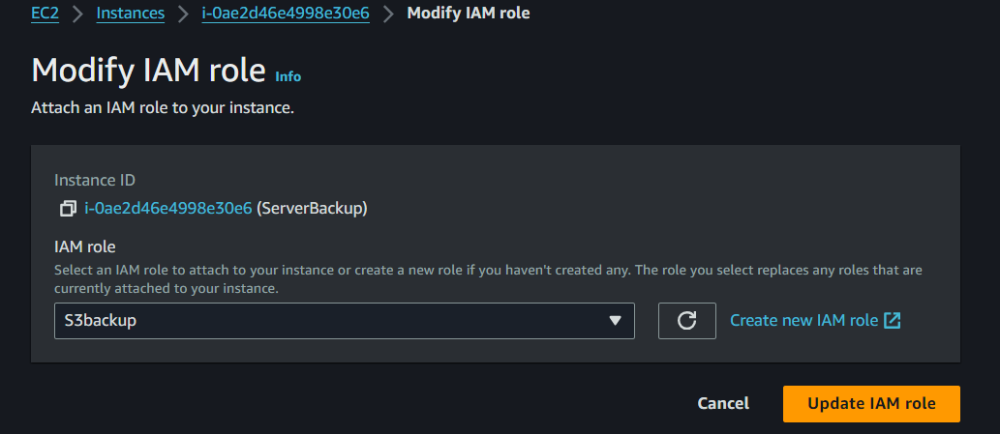 EC2 > Instances > i-0ae2d46e4998e30e6 > Modify IAM role
Modify IAM role Info
Attach an IAM role to your instance.
Instance ID
i-0ae2d46e4998e30e6 (ServerBackup)
IAM role
Select an IAM role to attach to your instance or create a new role if you haven't created any. The role you select replaces any roles that are
currently attached to your instance.
S3backup Create new IAM role
Cancel Update IAM role